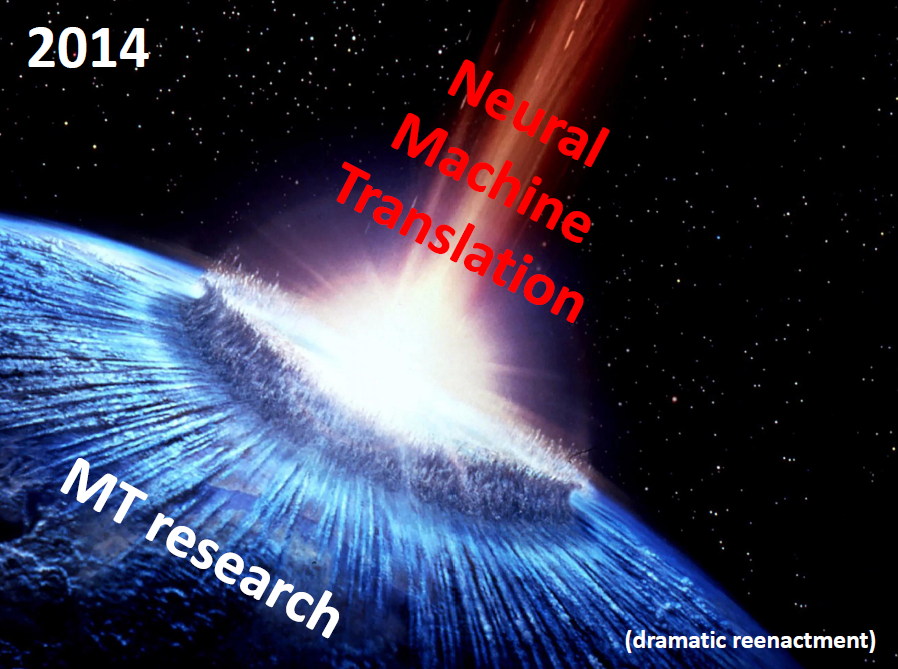 2014
Neural
Machine
Translation
MT research
(dramatic reenactment)